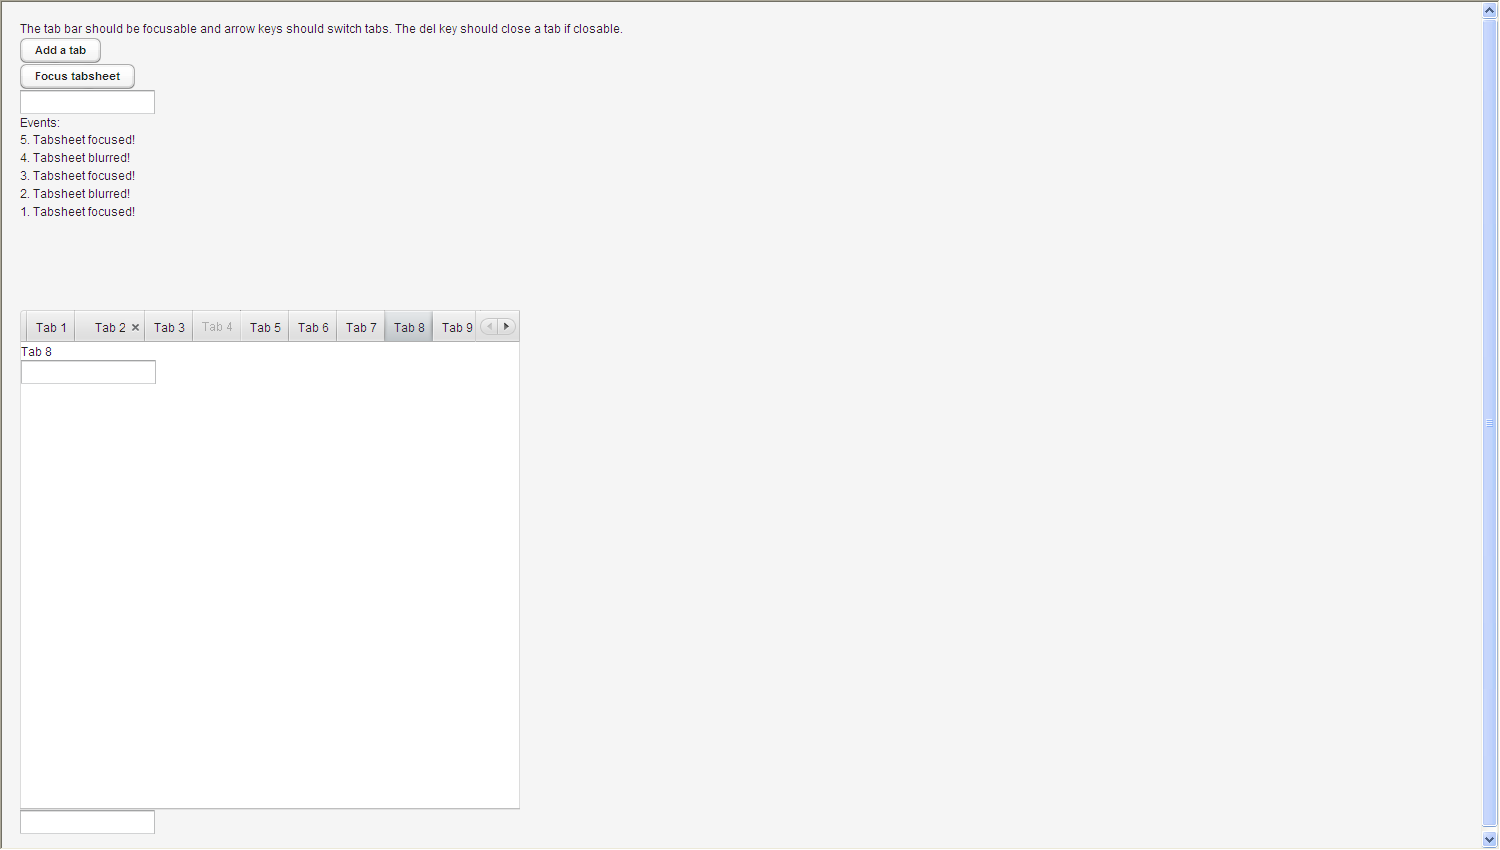 The tab bar should be focusable and arrow keys should switch tabs. The del key should close a tab if closable.
Add a tab
Focus tabsheet
Events:
5. Tabsheet focused!
4. Tabsheet blurred!
3. Tabsheet focused!
2. Tabsheet blurred!
1. Tabsheet focused!
Tab 1 Tab 2 Tab 3 Tab 4 Tab 5 Tab 6 Tab 7 Tab 8 Tab 9
Tab 8